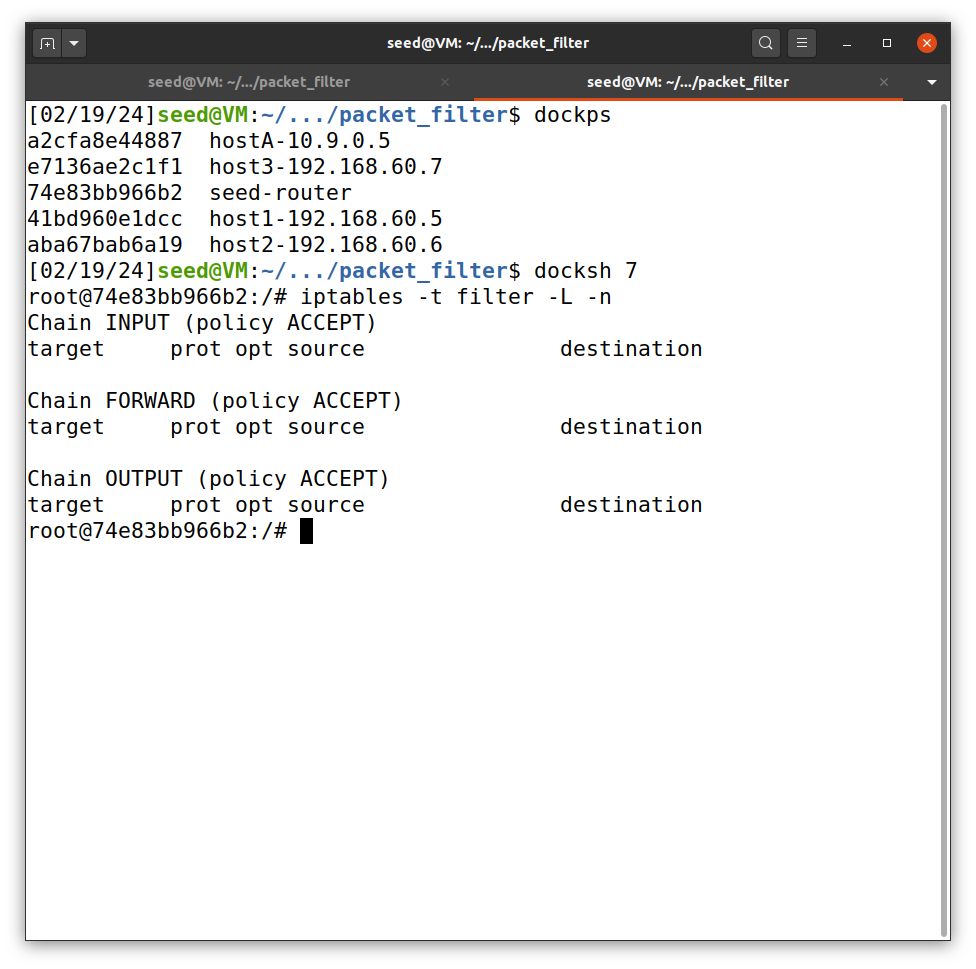 seed@VM: ~/.../packet_filter
seed@VM: ~/.../packet_filter
seed@VM: ~/.../packet_filter
[02/19/24]seed@VM:~/.../packet_filter$ dockps
a2cfa8e44887  hostA-10.9.0.5
e7136ae2c1f1  host3-192.168.60.7
74e83bb966b2  seed-router
41bd960e1dcc  host1-192.168.60.5
aba67bab6a19  host2-192.168.60.6
[02/19/24]seed@VM:~/.../packet_filter$ docksh 7
root@74e83bb966b2:/# iptables -t filter -L -n
Chain INPUT (policy ACCEPT)
target     prot opt source               destination
Chain FORWARD (policy ACCEPT)
target     prot opt source               destination
Chain OUTPUT (policy ACCEPT)
target     prot opt source               destination
root@74e83bb966b2:/#